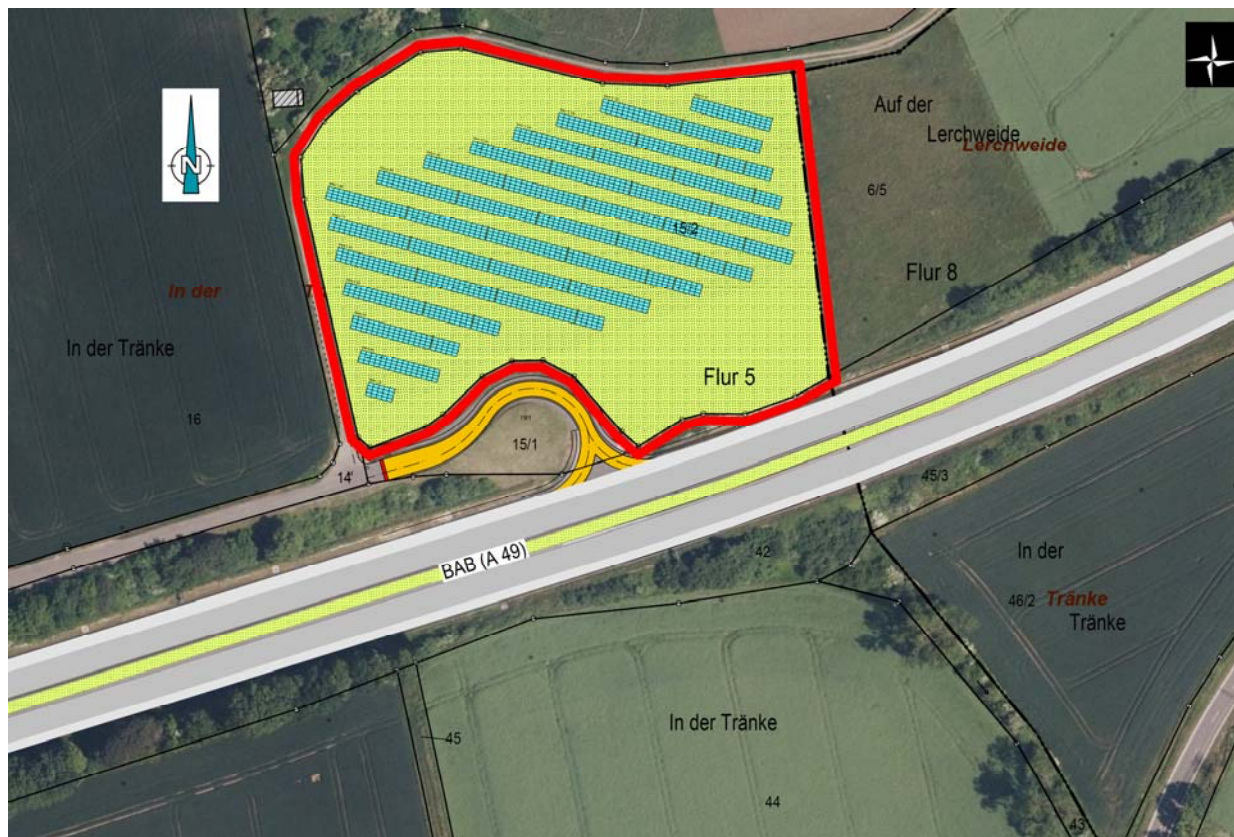 N
Auf der
Lerchweide
Lerchweide
6/5
15/2
Flur 8
In der
In der Tränke
Flur 5
16
15/1
14'
45/3
BAB (A 49)
42
In der
46/2
Tränke
Tränke
In der Tränke
45
44
43